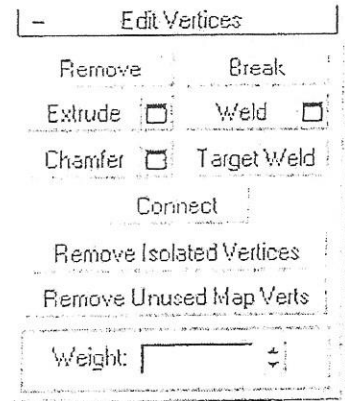 - Edit Vertices
Remove Break
Extrude Weld
Chamfer Target Weld
Connect
Remove Isolated Vertices
Remove Unused Map Verts
Weight: